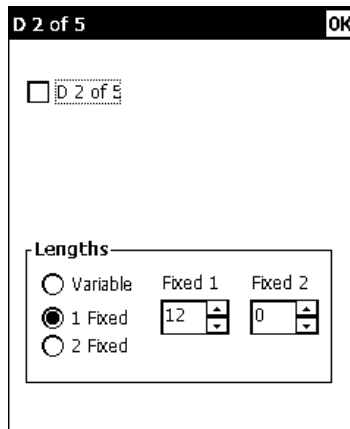 D 2 of 5 OK
D 2 of 5
Lengths
Variable Fixed 1 Fixed 2
1 Fixed 12 0
2 Fixed